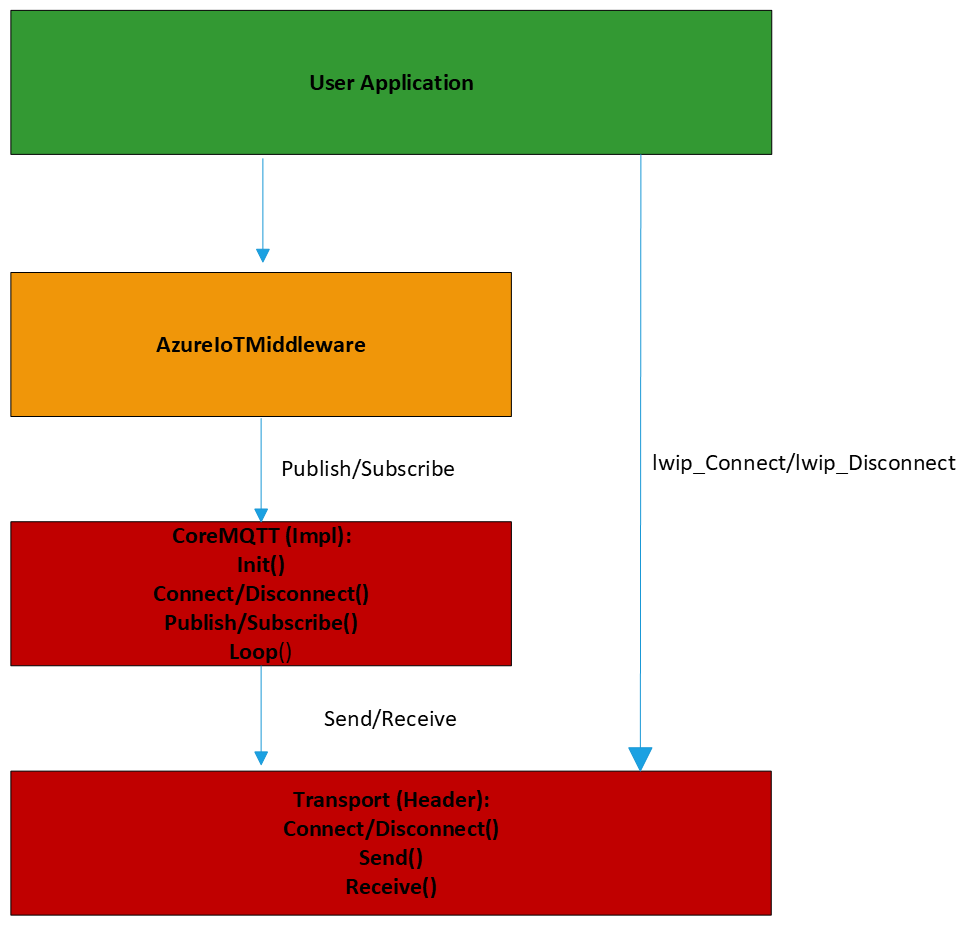 User Application
AzureIoTMiddleware
Publish/Subscribe
lwip_Connect/lwip_Disconnect
CoreMQTT (Impl):
Init()
Connect/Disconnect()
Publish/Subscribe()
Loop()
Send/Receive
Transport (Header):
Connect/Disconnect()
Send()
Receive()